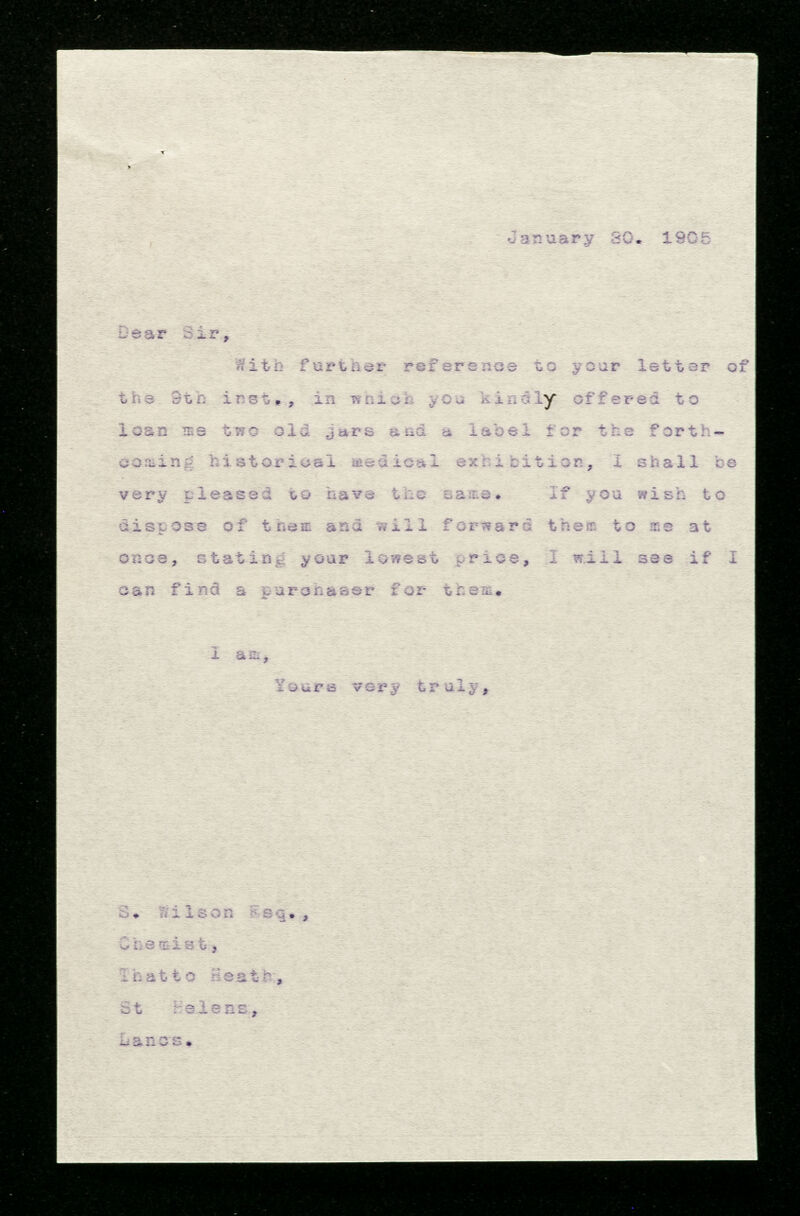 January 30. 1905
Dear Sir,
With further reference to your letter of
the 9th inst., in which you kindly offered to
loan me two old jars and a label for the forth-
coming historical medical exhibition, I shall be
very pleased to have the same. If you wish to
dispose of them and will forward them to me at
once, stating your lowest price, I will see if I
can find a purchaser for them.
I am,
Yours very truly,
S. Wilson Esq.,
Chemist,
Thatto Heath,
St Helens,
Lancs.